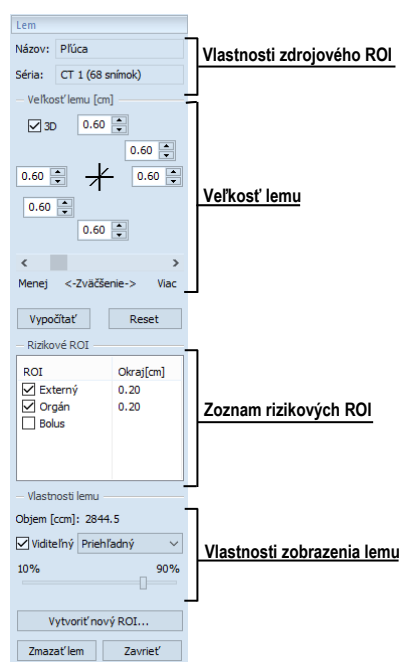 Lem
Názov: Pľúca
Vlastnosti zdrojového ROI
Séria: CT 1 (68 snímok)
Veľkosť lemu [cm]
3D 0.60
0.60
0.60 0.60
Veľkosť lemu
0.60
0.60
< >
Menej <-Zväčšenie-> Viac
Vypočítať Reset
Rizikové ROI
ROI Okraj[cm]
Externý 0.20
Orgán 0.20
Zoznam rizikových ROI
Bolus
Vlastnosti lemu
Objem [ccm]: 2844.5
Viditeľný Priehľadný
Vlastnosti zobrazenia lemu
10% 90%
Vytvoriť nový ROI...
Zmazať lem Zavrieť